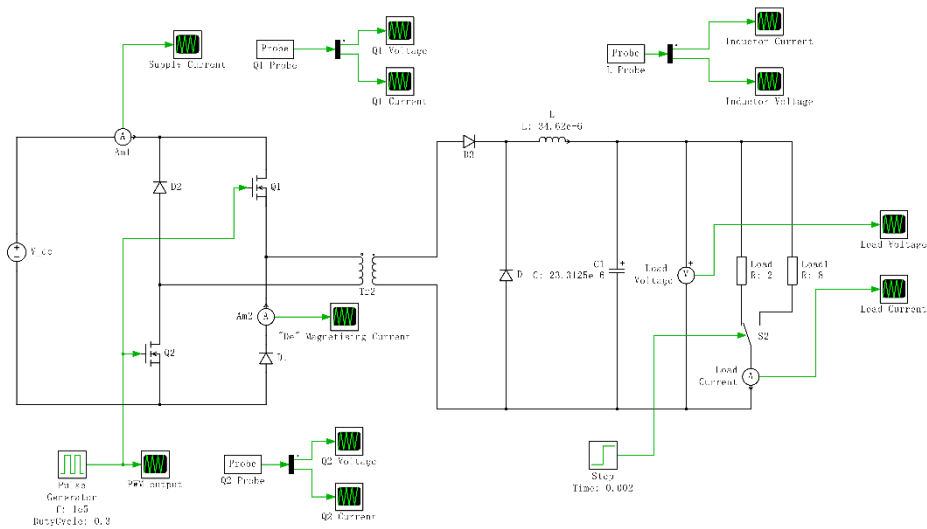 Supply Current
Probe
Q1 Probe
Q1 Voltage
Q1 Current
Probe
L Probe
Inductor Current
Inductor Voltage
A
Am1
D2
Q1
V_dc
Tr2
Q2
A
Am2
"De" Magnetising Current
D3
L
L: 34.62e-6
D
C1
C: 23.3125e-6
V
Load
Voltage
Load
R: 2
Load1
R: 8
S2
A
Load
Current
Load Voltage
Load Current
Pulse
Generator
f: 1e5
DutyCycle: 0.3
PWM output
Probe
Q2 Probe
Q2 Voltage
Q2 Current
Step
Time: 0.002